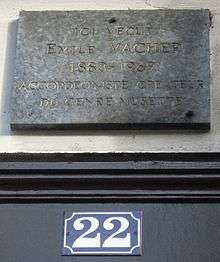 ICI VECUT
EMILE VACHER
1883-1969
ACCORDEONISTE CREATEUR
DU GENRE MUSETTE
22